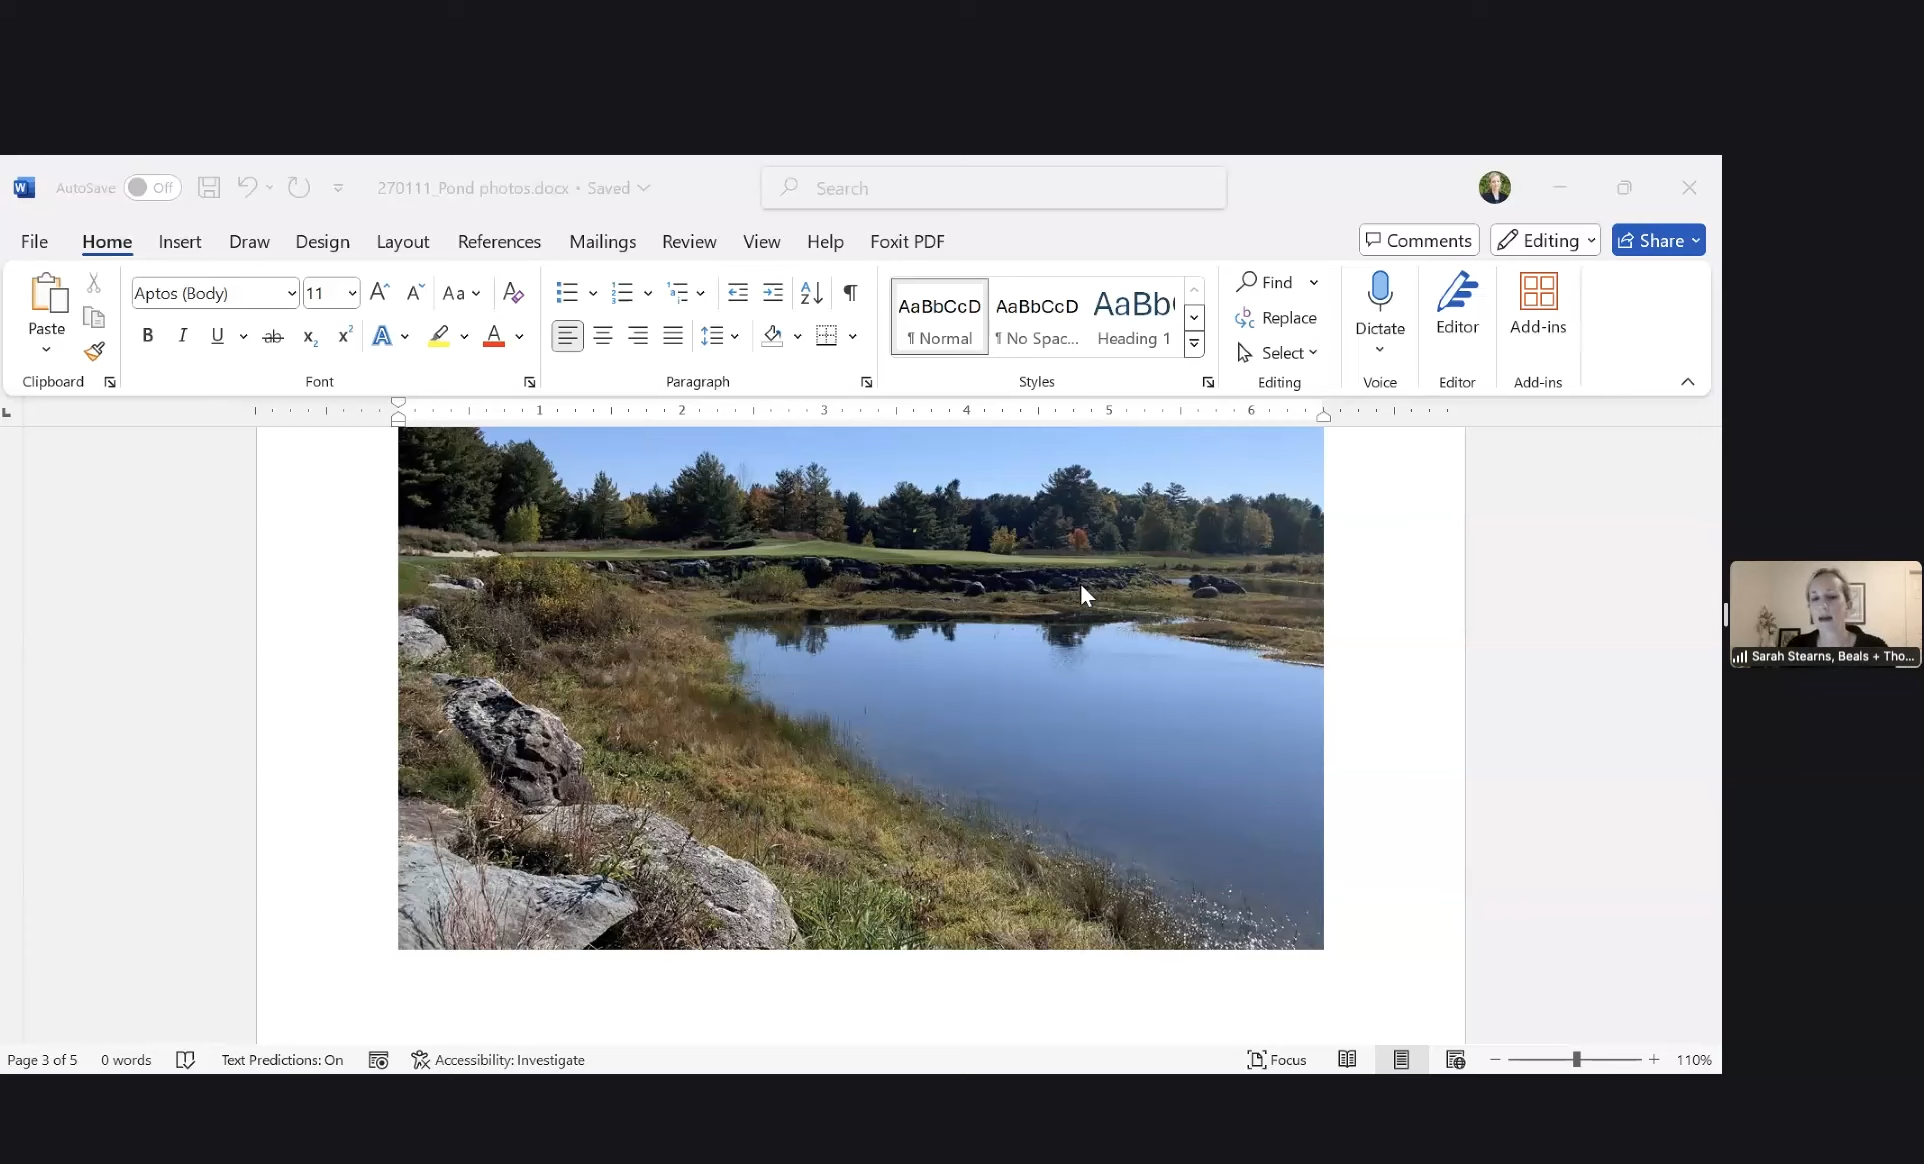 W AutoSave Off 270111_Pond photos.docx • Saved Search
File Home Insert Draw Design Layout References Mailings Review View Help Foxit PDF Comments Editing Share
Paste Aptos (Body) 11 A A Aa A
B I U ab x2 x2 A A
AaBbCcD AaBbCcD AaBb(
¶ Normal ¶ No Spac... Heading 1
Find
Replace
Select
Dictate Editor Add-ins
Clipboard Font Paragraph Styles Editing Voice Editor Add-ins
1 2 3 4 5 6
Sarah Stearns, Beals + Tho...
Page 3 of 5 0 words Text Predictions: On Accessibility: Investigate Focus 110%